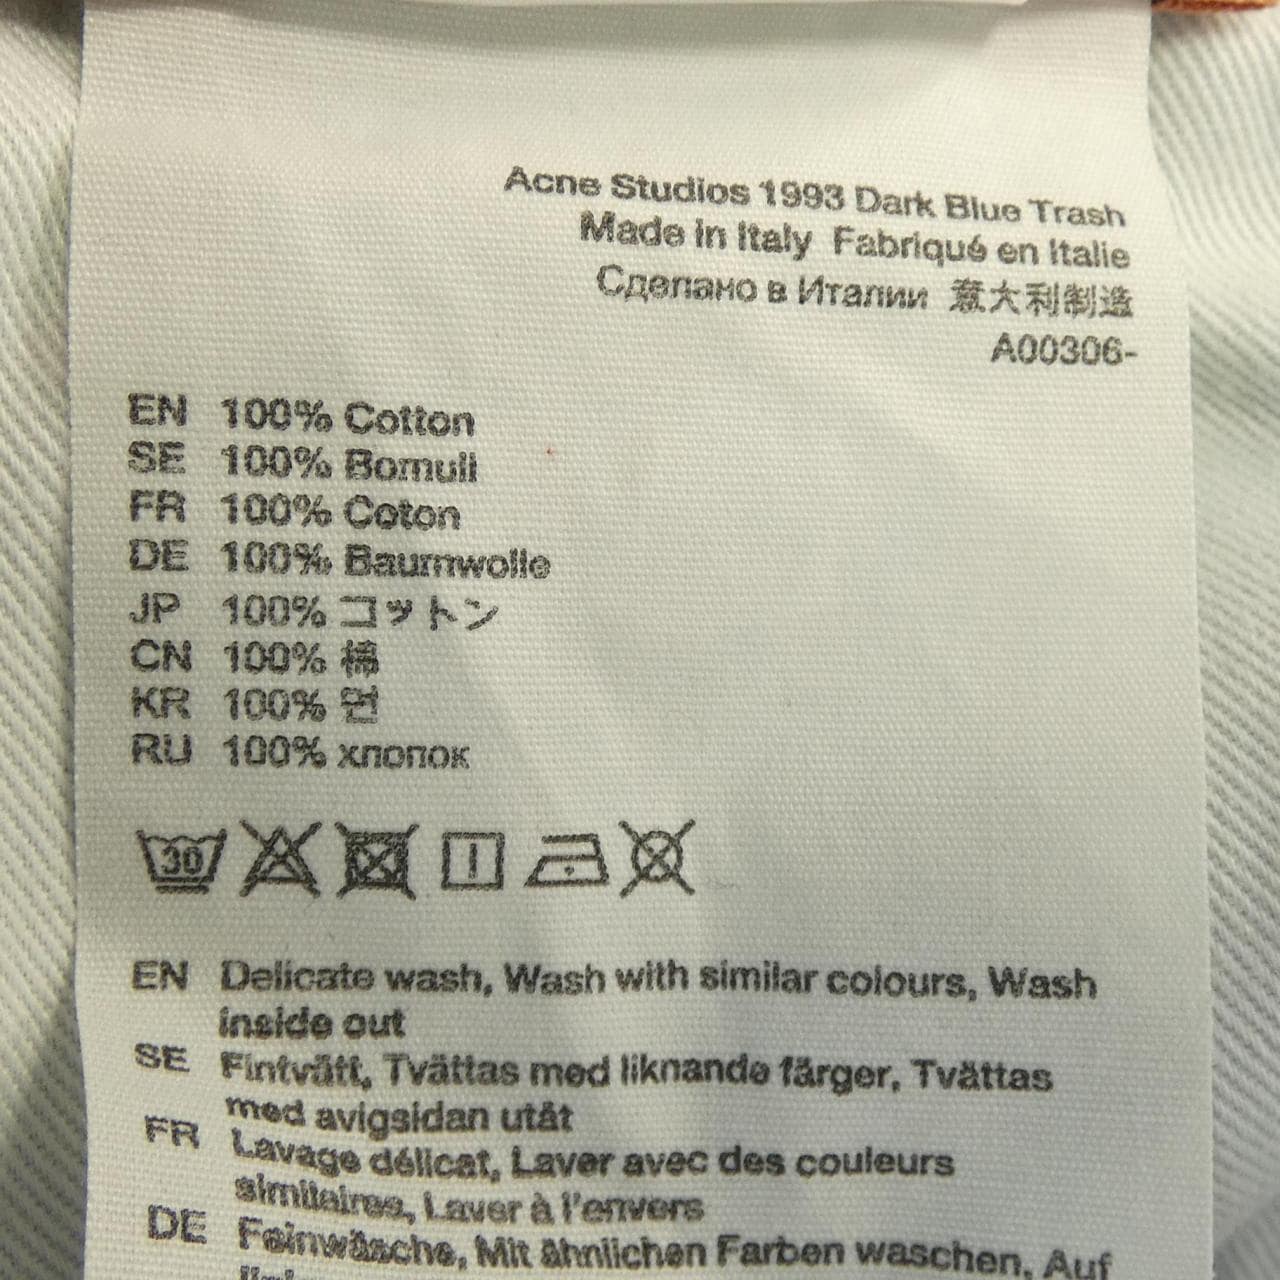 Acne Studios 1993 Dark Blue Trash
Made in Italy Fabriqué en Italie
Сделано в Италии 意大利制造
A00306-
EN 100% Cotton
SE 100% Bomull
FR 100% Coton
DE 100% Baumwolle
JP 100% コットン
CN 100% 棉
KR 100% 면
RU 100% хлопок
30
EN Delicate wash, Wash with similar colours, Wash
inside out
SE Fintvätt, Tvättas med liknande färger, Tvättas
med avigsidan utåt
FR Lavage délicat, Laver avec des couleurs
similaires, Laver à l'envers
DE Feinwäsche, Mit ähnlichen Farben waschen, Auf